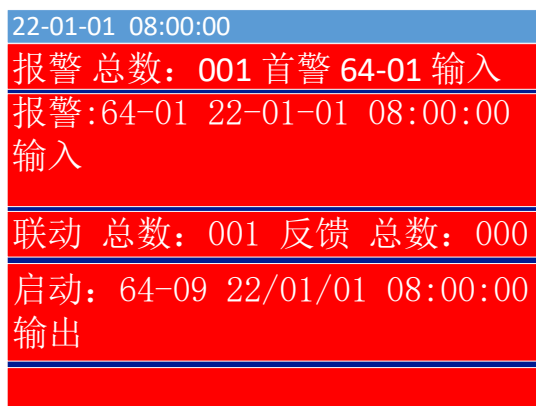 22-01-01 08:00:00
报警 总数：001 首警 64-01 输入
报警:64-01 22-01-01 08:00:00
输入
联动 总数：001 反馈 总数：000
启动：64-09 22/01/01 08:00:00
输出